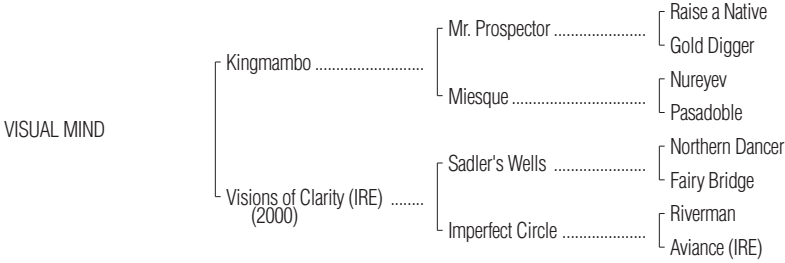 Raise a Native
Mr. Prospector ......................
Gold Digger
Kingmambo ..........................
Nureyev
Miesque ................................
Pasadoble
VISUAL MIND
Northern Dancer
Sadler's Wells ......................
Fairy Bridge
Visions of Clarity (IRE) ........
(2000)
Riverman
Imperfect Circle ....................
Aviance (IRE)